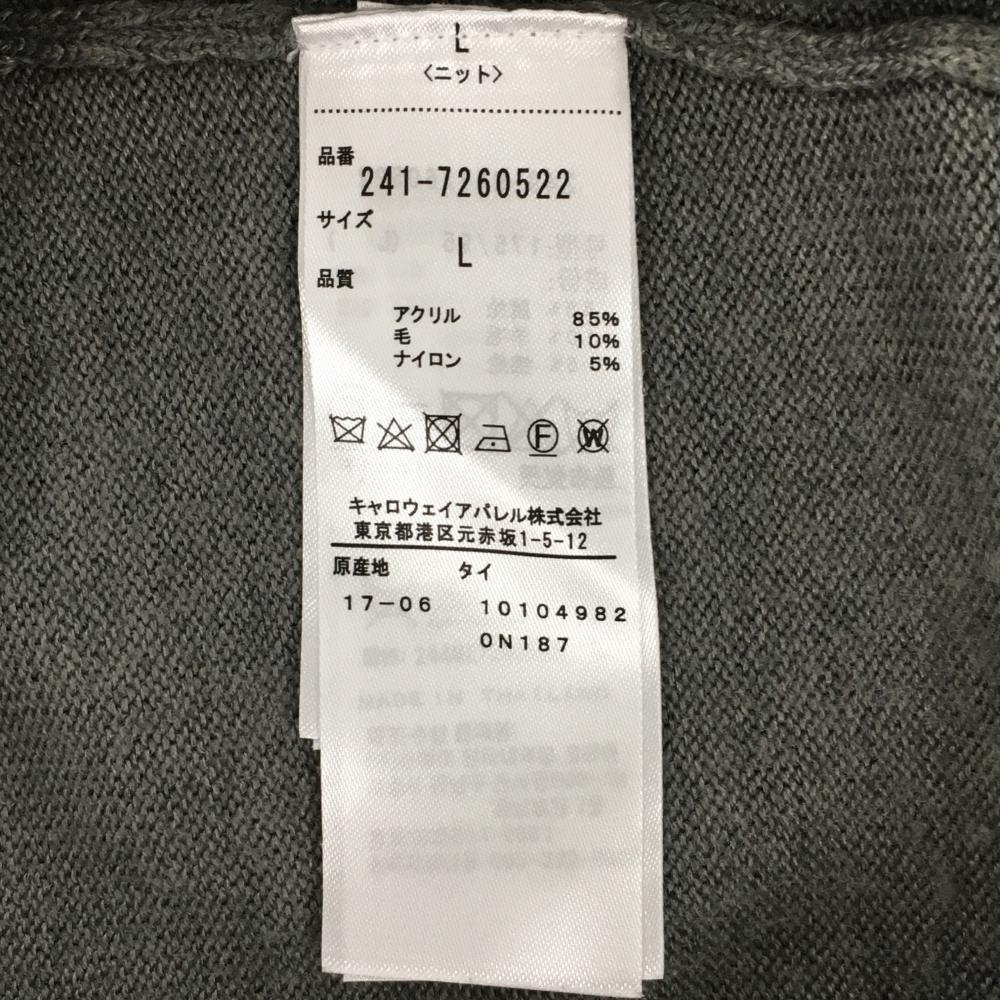 L
〈ニット〉
品番
241-7260522
サイズ
L
品質
アクリル 85%
毛 10%
ナイロン 5%
F W
キャロウェイアパレル株式会社
東京都港区元赤坂1-5-12
原産地 タイ
17-06 10104982
0N187